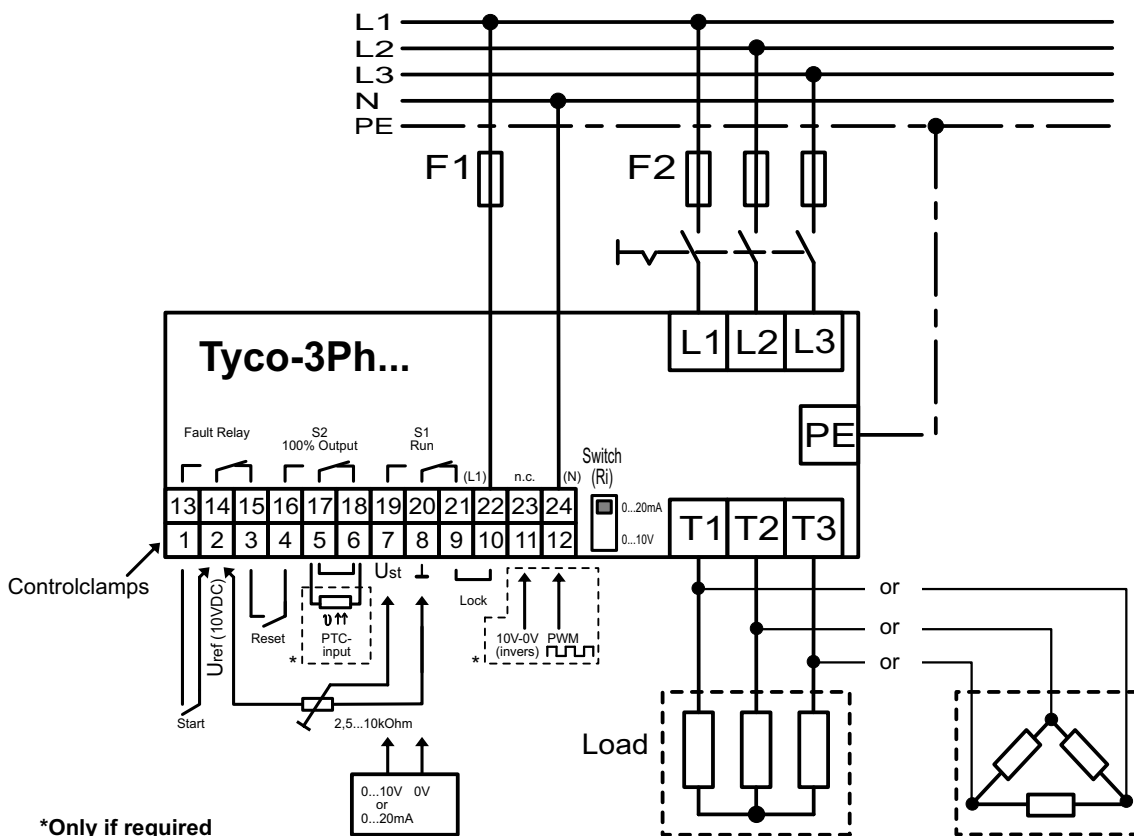 L1
L2
L3
N
PE
F1
F2
Tyco-3Ph...
L1 L2 L3
PE
Fault Relay
S2
100% Output
S1
Run
(L1)
n.c.
(N)
Switch
(Ri)
0...20mA
0...10V
13 14 15 16 17 18 19 20 21 22 23 24
1 2 3 4 5 6 7 8 9 10 11 12
T1 T2 T3
Controlclamps
Uref (10VDC)
Start
Reset
PTC-
input
*
Ust
Lock
10V-0V
(invers)
PWM
*
2,5...10kOhm
0...10V 0V
or
0...20mA
or
or
or
Load
*Only if required